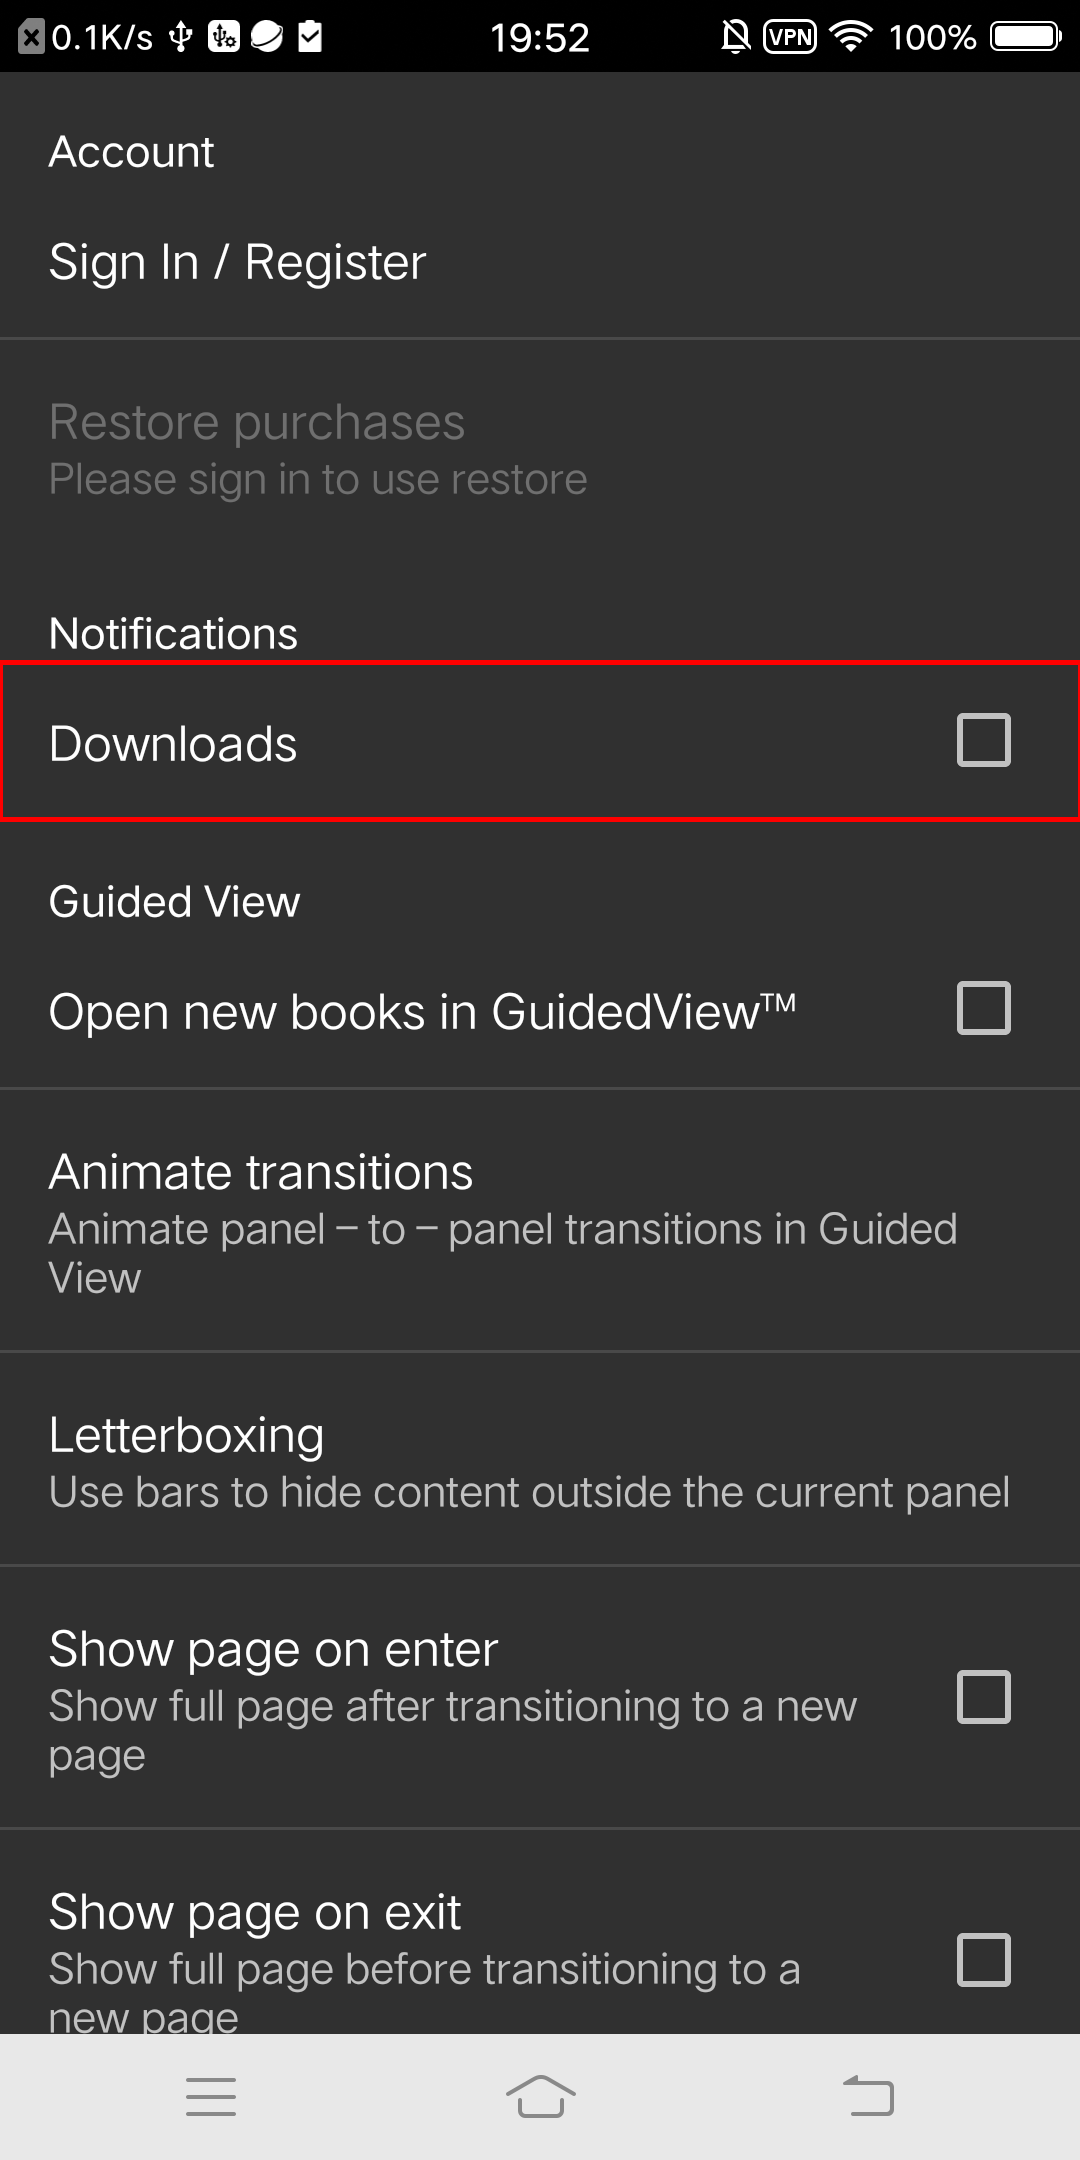 0.1K/s 19:52 VPN 100%
Account
Sign In / Register
Restore purchases
Please sign in to use restore
Notifications
Downloads
Guided View
Open new books in GuidedView™
Animate transitions
Animate panel – to – panel transitions in Guided
View
Letterboxing
Use bars to hide content outside the current panel
Show page on enter
Show full page after transitioning to a new
page
Show page on exit
Show full page before transitioning to a
new page